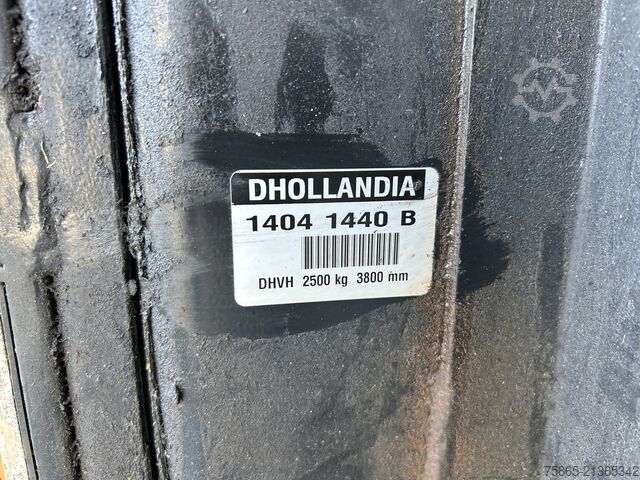 DHOLLANDIA
1404 1440 B
DHVH 2500 kg 3800 mm
75865-21365342